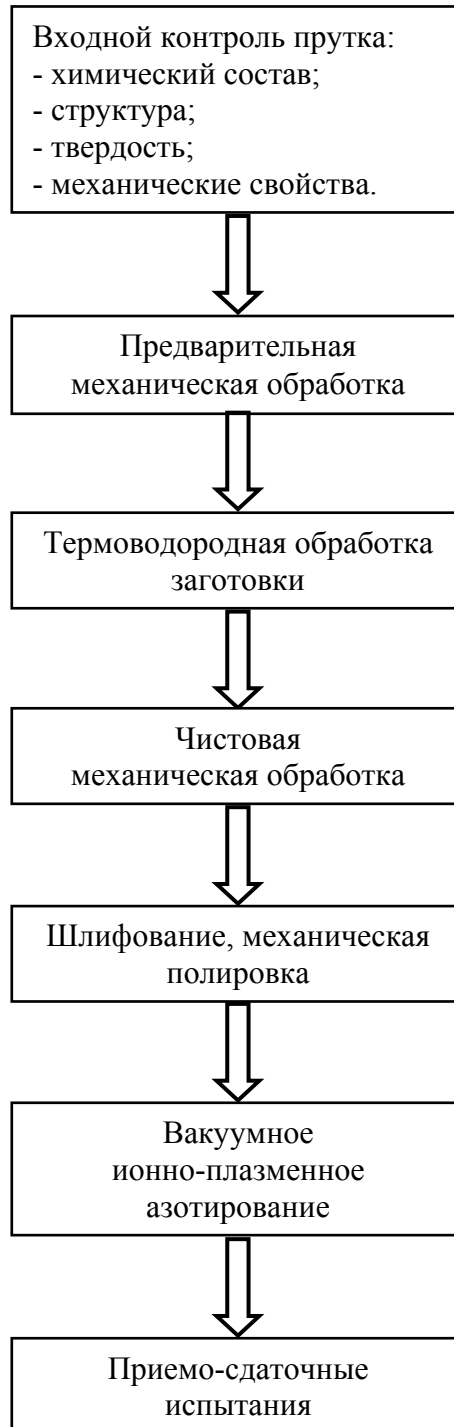 Входной контроль прутка:
- химический состав;
- структура;
- твердость;
- механические свойства.
Предварительная
механическая обработка
Термоводородная обработка
заготовки
Чистовая
механическая обработка
Шлифование, механическая
полировка
Вакуумное
ионно-плазменное
азотирование
Приемо-сдаточные
испытания